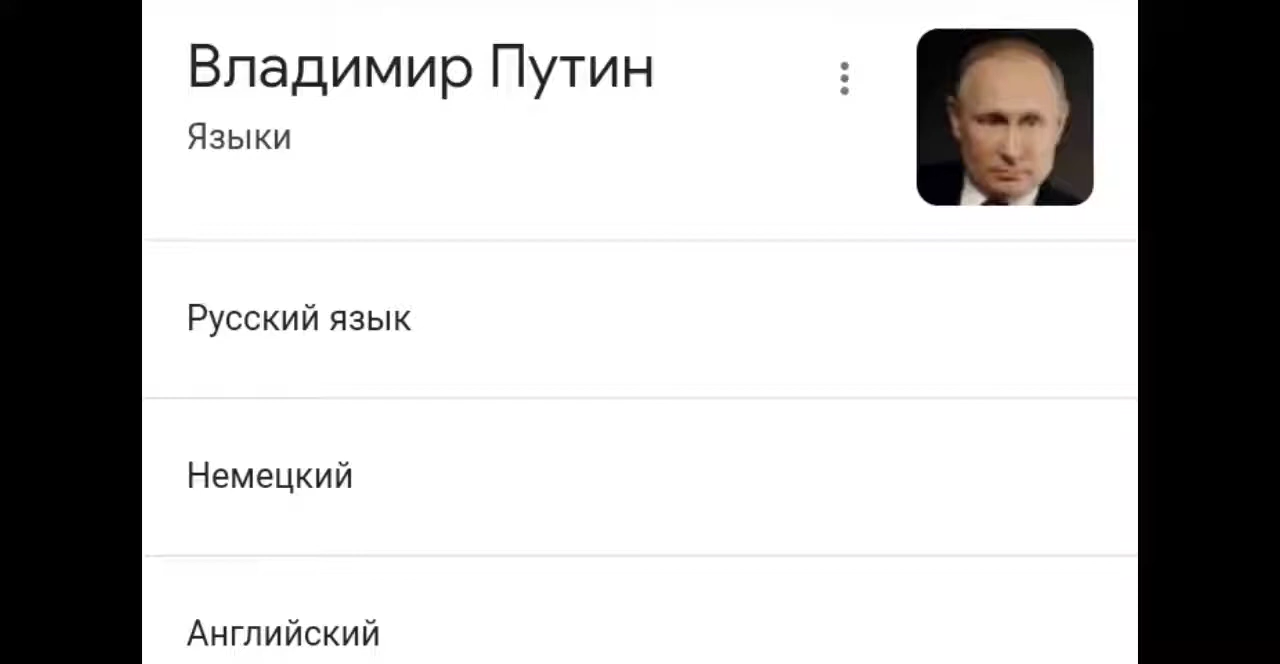 Владимир Путин
Языки
Русский язык
Немецкий
Английский